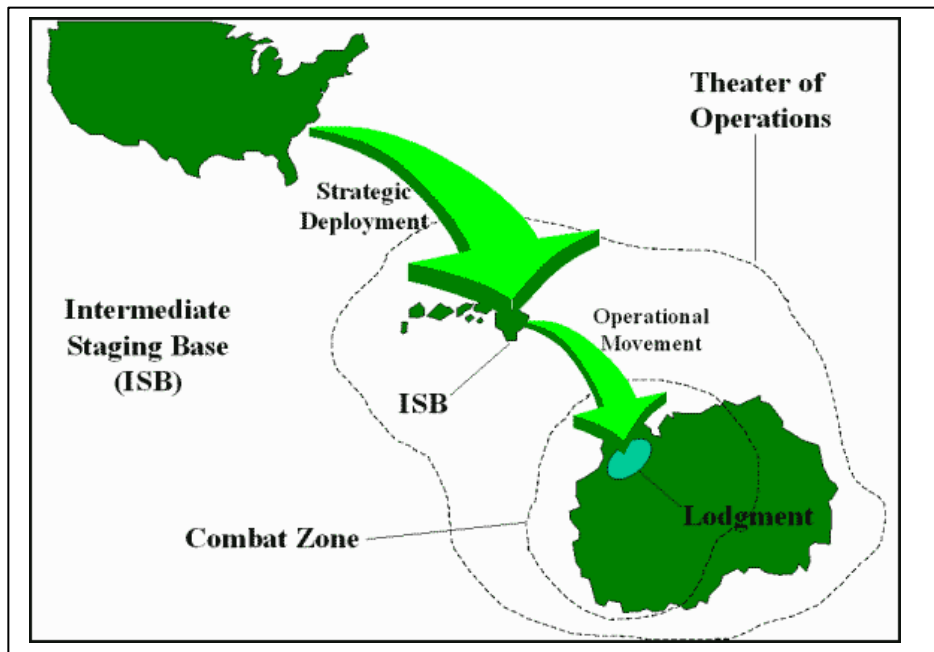 Theater of
Operations
Strategic
Deployment
Intermediate
Staging Base
(ISB)
Operational
Movement
ISB
Lodgment
Combat Zone